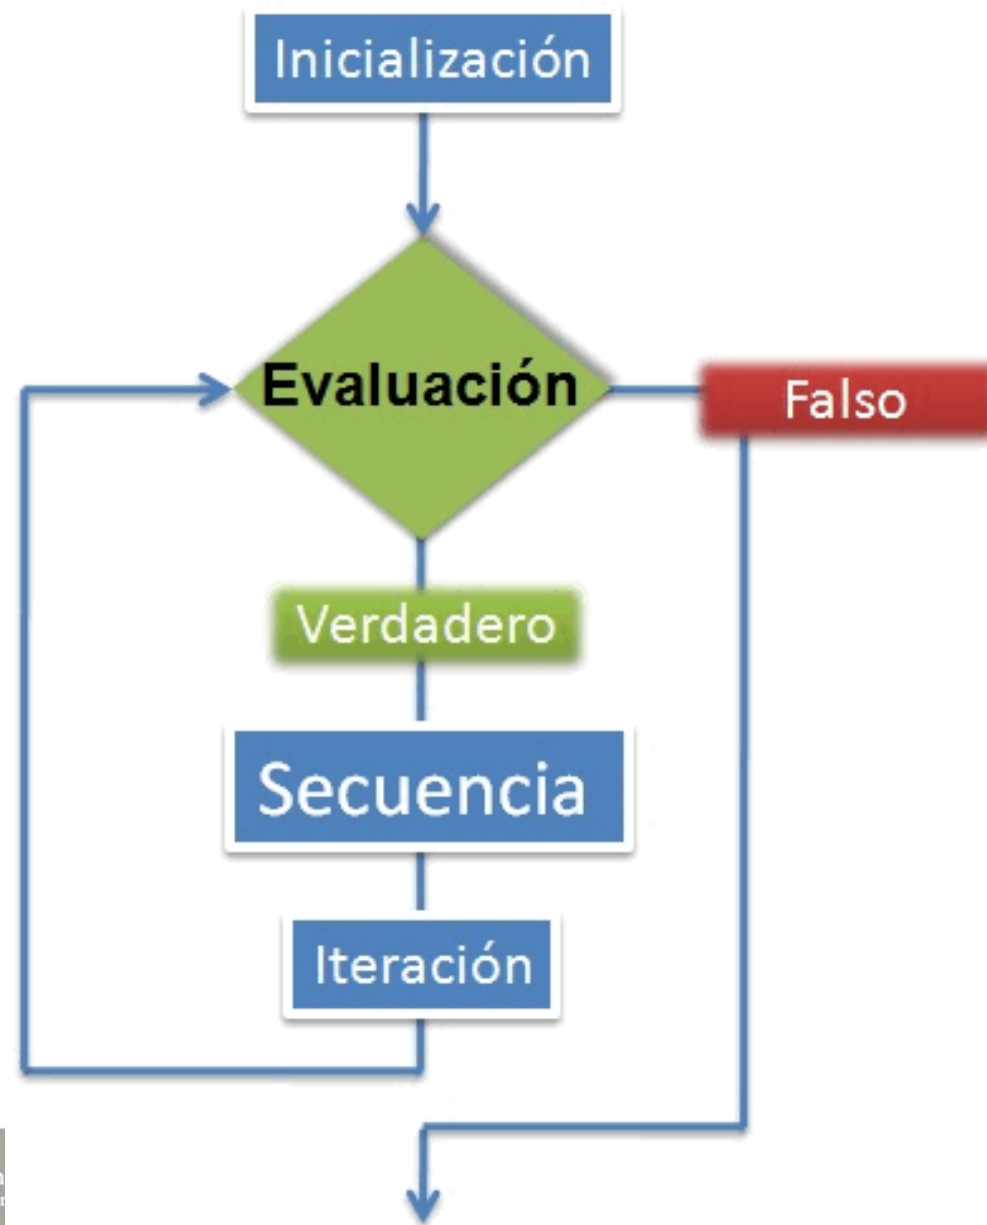 Inicialización
Evaluación
Falso
Verdadero
Secuencia
Iteración